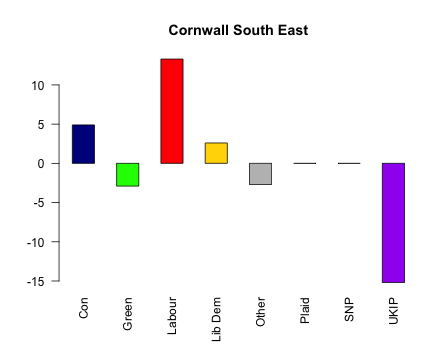 Cornwall South East
10
5
0
-5
-10
-15
Con
Green
Labour
Lib Dem
Other
Plaid
SNP
UKIP